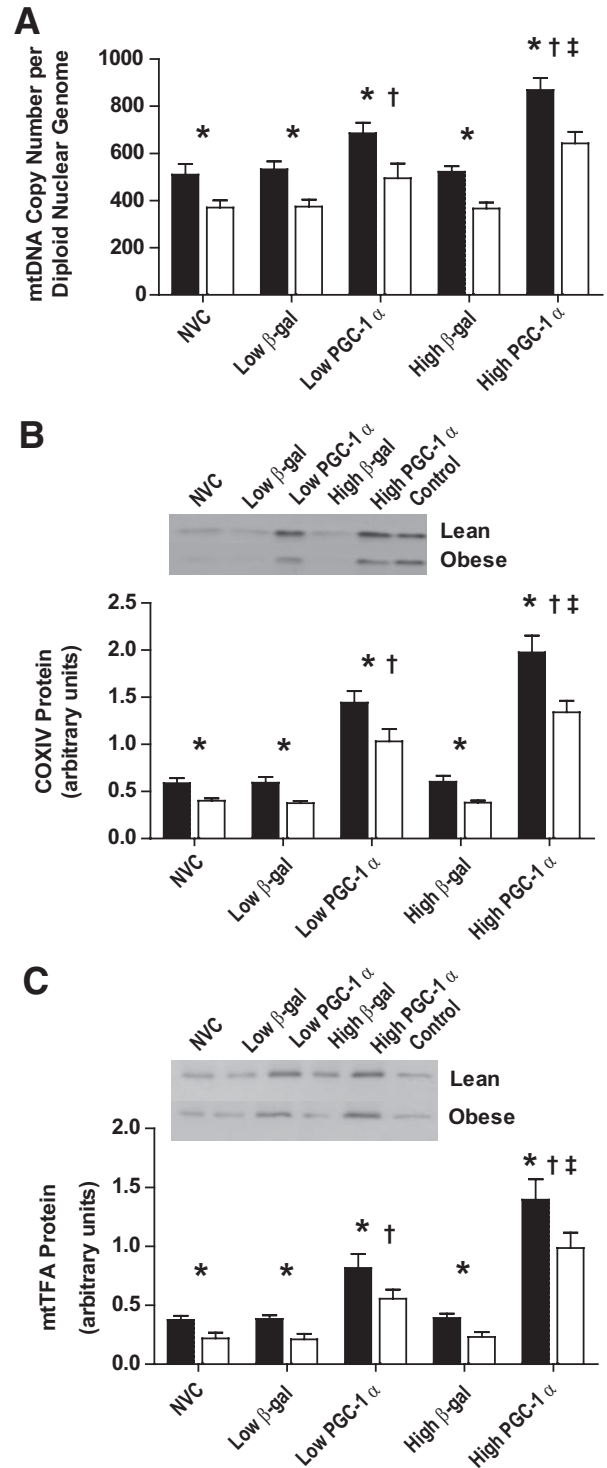 A
mtDNA Copy Number per
Diploid Nuclear Genome
1000
800
600
400
200
0
*
*
* †
*
* † ‡
NVC
Low β-gal
Low PGC-1 α
High β-gal
High PGC-1 α
B
NVC
Low β-gal
Low PGC-1 α
High β-gal
High PGC-1 α
Control
Lean
Obese
COXIV Protein
(arbitrary units)
2.5
2.0
1.5
1.0
0.5
0.0
*
*
* †
*
* † ‡
NVC
Low β-gal
Low PGC-1 α
High β-gal
High PGC-1 α
C
NVC
Low β-gal
Low PGC-1 α
High β-gal
High PGC-1 α
Control
Lean
Obese
mtTFA Protein
(arbitrary units)
2.0
1.5
1.0
0.5
0.0
*
*
* †
*
* † ‡
NVC
Low β-gal
Low PGC-1 α
High β-gal
High PGC-1 α